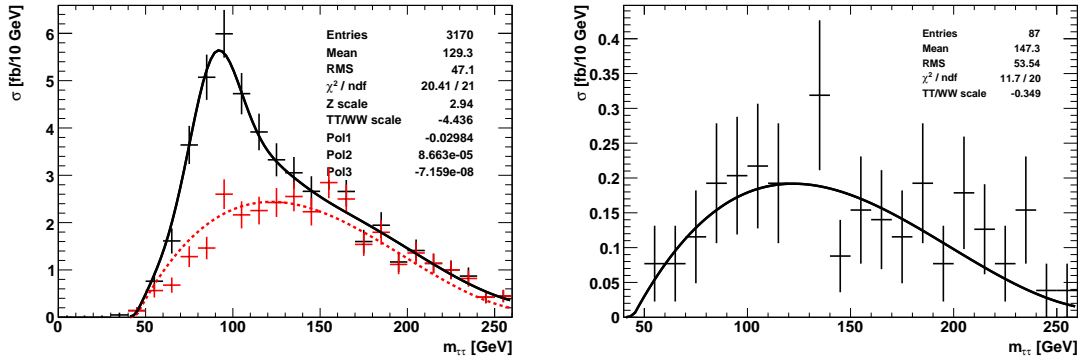 σ [fb/10 GeV]
6
5
4
3
2
1
0
Entries 3170
Mean 129.3
RMS 47.1
χ² / ndf 20.41 / 21
Z scale 2.94
TT/WW scale -4.436
Pol1 -0.02984
Pol2 8.663e-05
Pol3 -7.159e-08
0 50 100 150 200 250
mττ [GeV]
σ [fb/10 GeV]
0.4
0.35
0.3
0.25
0.2
0.15
0.1
0.05
0
Entries 87
Mean 147.3
RMS 53.54
χ² / ndf 11.7 / 20
TT/WW scale -0.349
50 100 150 200 250
mττ [GeV]